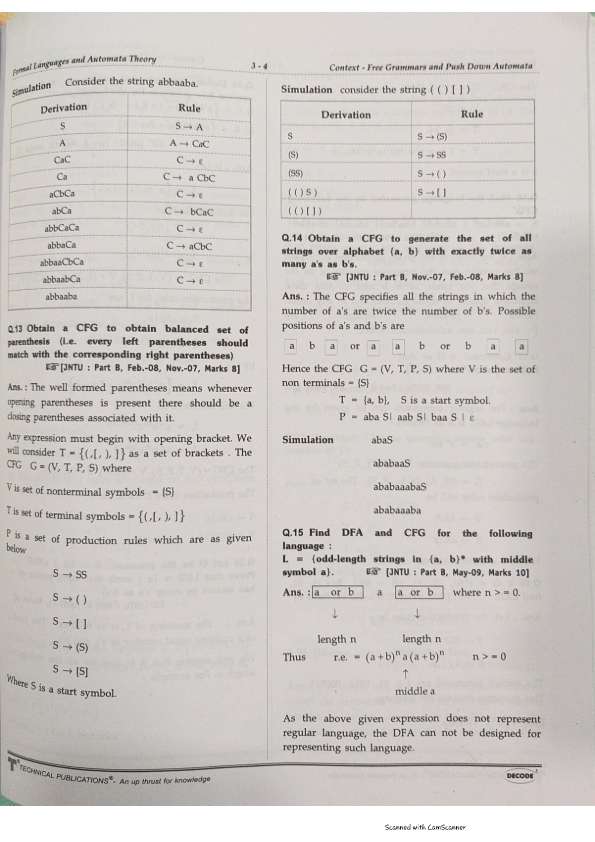 Formal Languages and Automata Theory
3 - 4
Context - Free Grammars and Push Down Automata
Simulation Consider the string abbaaba.
Derivation Rule
S S → A
A A → CaC
CaC C → ε
Ca C → a CbC
aCbCa C → ε
abCa C → bCaC
abbCaCa C → ε
abbaCa C → aCbC
abbaaCbCa C → ε
abbaabCa C → ε
abbaaba
Q.13 Obtain a CFG to obtain balanced set of
parenthesis (i.e. every left parentheses should
match with the corresponding right parentheses)
☞ [JNTU : Part B, Feb.-08, Nov.-07, Marks 8]
Ans. : The well formed parentheses means whenever
opening parentheses is present there should be a
closing parentheses associated with it.
Any expression must begin with opening bracket. We
will consider T = {(,[, ), ]} as a set of brackets . The
CFG G = (V, T, P, S) where
V is set of nonterminal symbols = {S}
T is set of terminal symbols = {(,[, ), ]}
P is a set of production rules which are as given
below
S → SS
S → ( )
S → [ ]
S → (S)
S → [S]
Where S is a start symbol.
Simulation consider the string ( ( ) [ ] )
Derivation Rule
S S → (S)
(S) S → SS
(SS) S → ( )
( ( ) S ) S → [ ]
( ( ) [ ] )
Q.14 Obtain a CFG to generate the set of all
strings over alphabet {a, b} with exactly twice as
many a's as b's.
☞ [JNTU : Part B, Nov.-07, Feb.-08, Marks 8]
Ans. : The CFG specifies all the strings in which the
number of a's are twice the number of b's. Possible
positions of a's and b's are
a b a or a a b or b a a
Hence the CFG G = (V, T, P, S) where V is the set of
non terminals = {S}
T = {a, b}, S is a start symbol.
P = aba S| aab S| baa S | ε
Simulation abaS
ababaaS
ababaaabaS
ababaaaba
Q.15 Find DFA and CFG for the following
language :
L = {odd-length strings in {a, b}* with middle
symbol a}. ☞ [JNTU : Part B, May-09, Marks 10]
Ans. : a or b a a or b where n > = 0.
↓ ↓
length n length n
Thus r.e. = (a + b)ⁿ a (a + b)ⁿ n > = 0
↑
middle a
As the above given expression does not represent
regular language, the DFA can not be designed for
representing such language.
TECHNICAL PUBLICATIONS®- An up thrust for knowledge
DECODE
Scanned with CamScanner